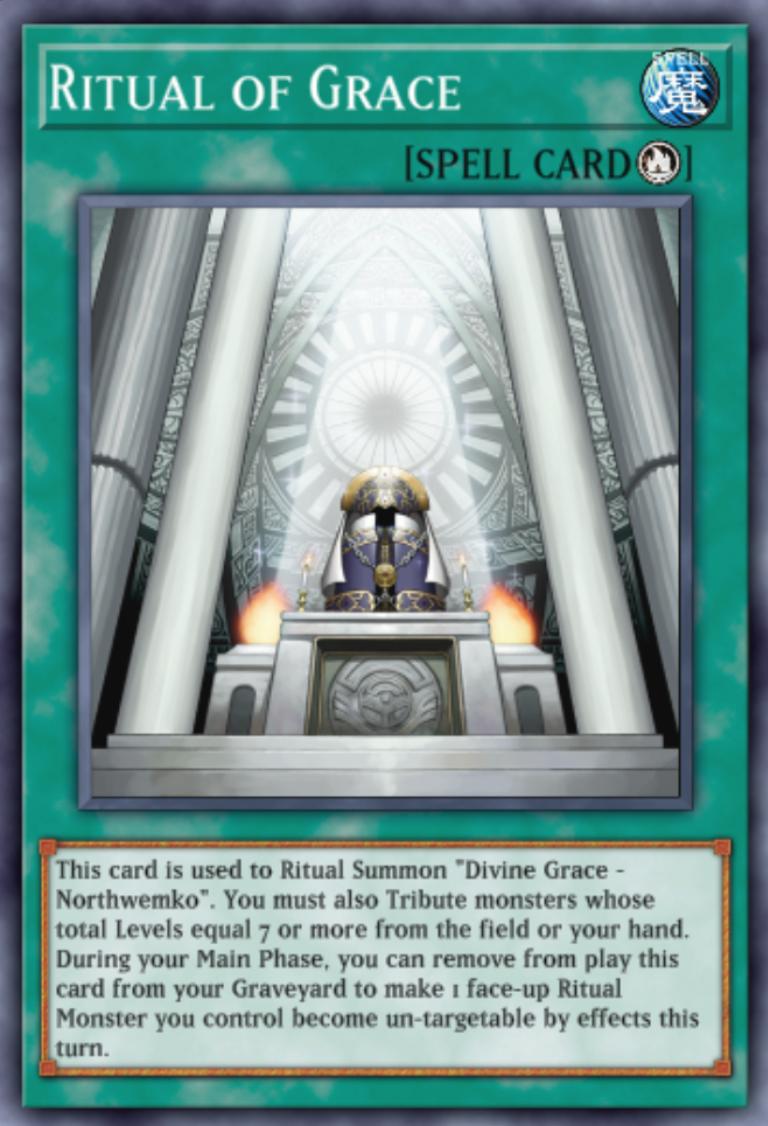 Ritual of Grace
SPELL
魔
[SPELL CARD]
This card is used to Ritual Summon "Divine Grace -
Northwemko". You must also Tribute monsters whose
total Levels equal 7 or more from the field or your hand.
During your Main Phase, you can remove from play this
card from your Graveyard to make 1 face-up Ritual
Monster you control become un-targetable by effects this
turn.